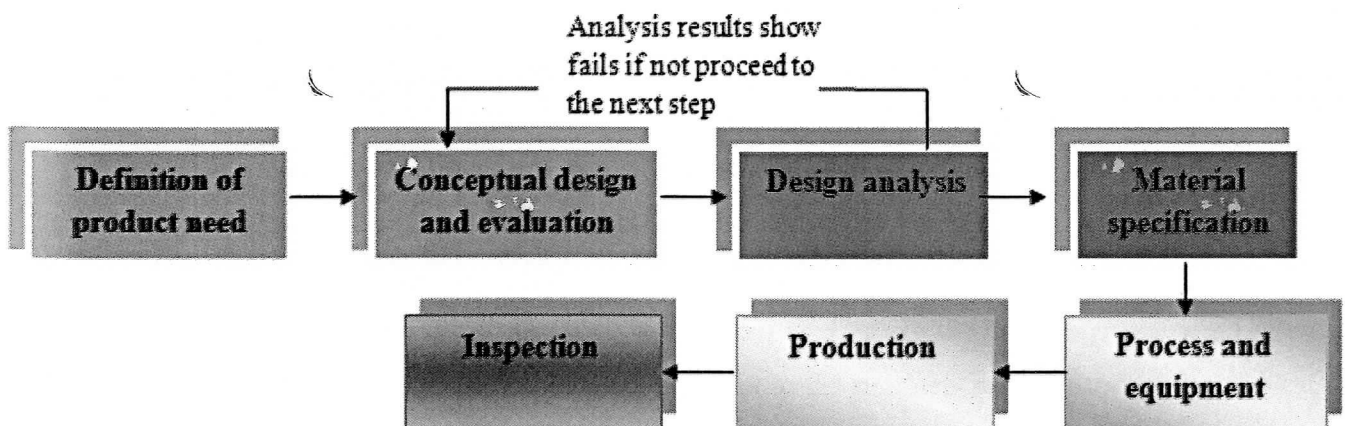 Analysis results show
fails if not proceed to
the next step
Definition of
product need
Conceptual design
and evaluation
Design analysis
Material
specification
Inspection
Production
Process and
equipment